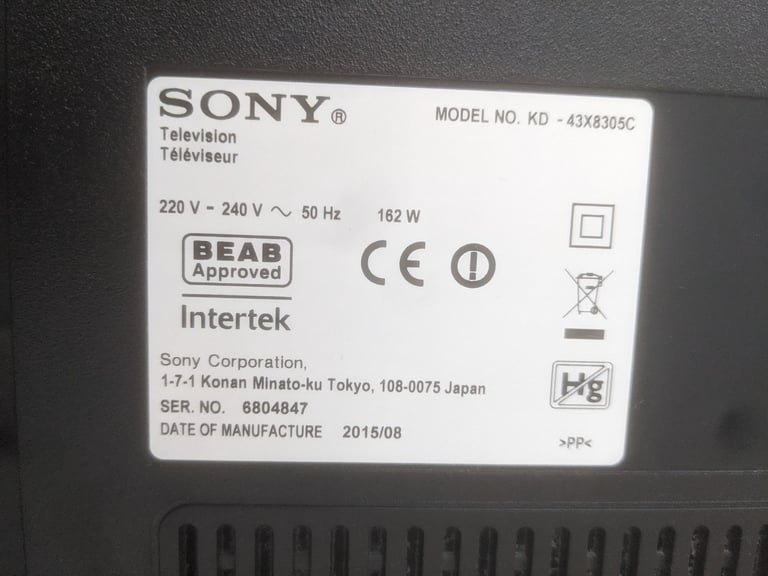 SONY®
MODEL NO. KD - 43X8305C
Television
Téléviseur
220 V - 240 V ~ 50 Hz 162 W
BEAB
Approved
CE
Intertek
Sony Corporation,
1-7-1 Konan Minato-ku Tokyo, 108-0075 Japan
Hg
SER. NO. 6804847
DATE OF MANUFACTURE 2015/08
>PP<